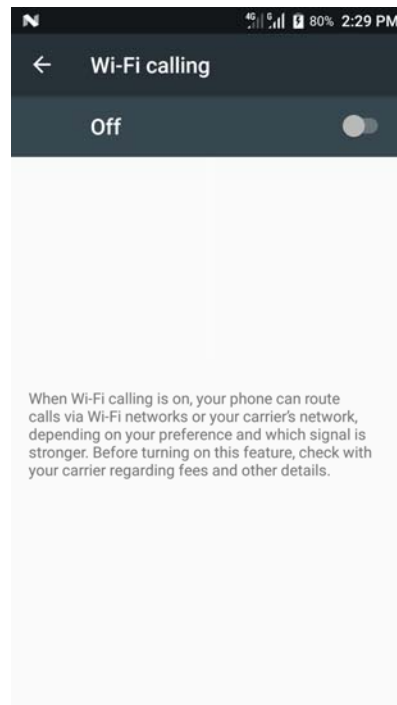 4G 80% 2:29 PM
Wi-Fi calling
Off
When Wi-Fi calling is on, your phone can route
calls via Wi-Fi networks or your carrier's network,
depending on your preference and which signal is
stronger. Before turning on this feature, check with
your carrier regarding fees and other details.